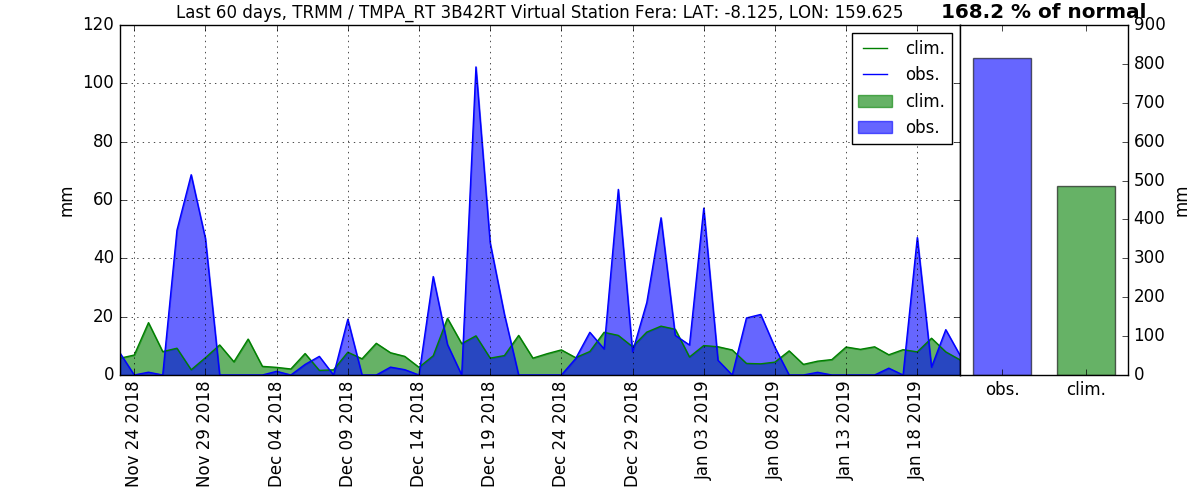 Last 60 days, TRMM / TMPA_RT 3B42RT Virtual Station Fera: LAT: -8.125, LON: 159.625
168.2 % of normal
120
100
80
60
40
20
0
mm
clim.
obs.
clim.
obs.
900
800
700
600
500
400
300
200
100
0
mm
Nov 24 2018
Nov 29 2018
Dec 04 2018
Dec 09 2018
Dec 14 2018
Dec 19 2018
Dec 24 2018
Dec 29 2018
Jan 03 2019
Jan 08 2019
Jan 13 2019
Jan 18 2019
obs.
clim.